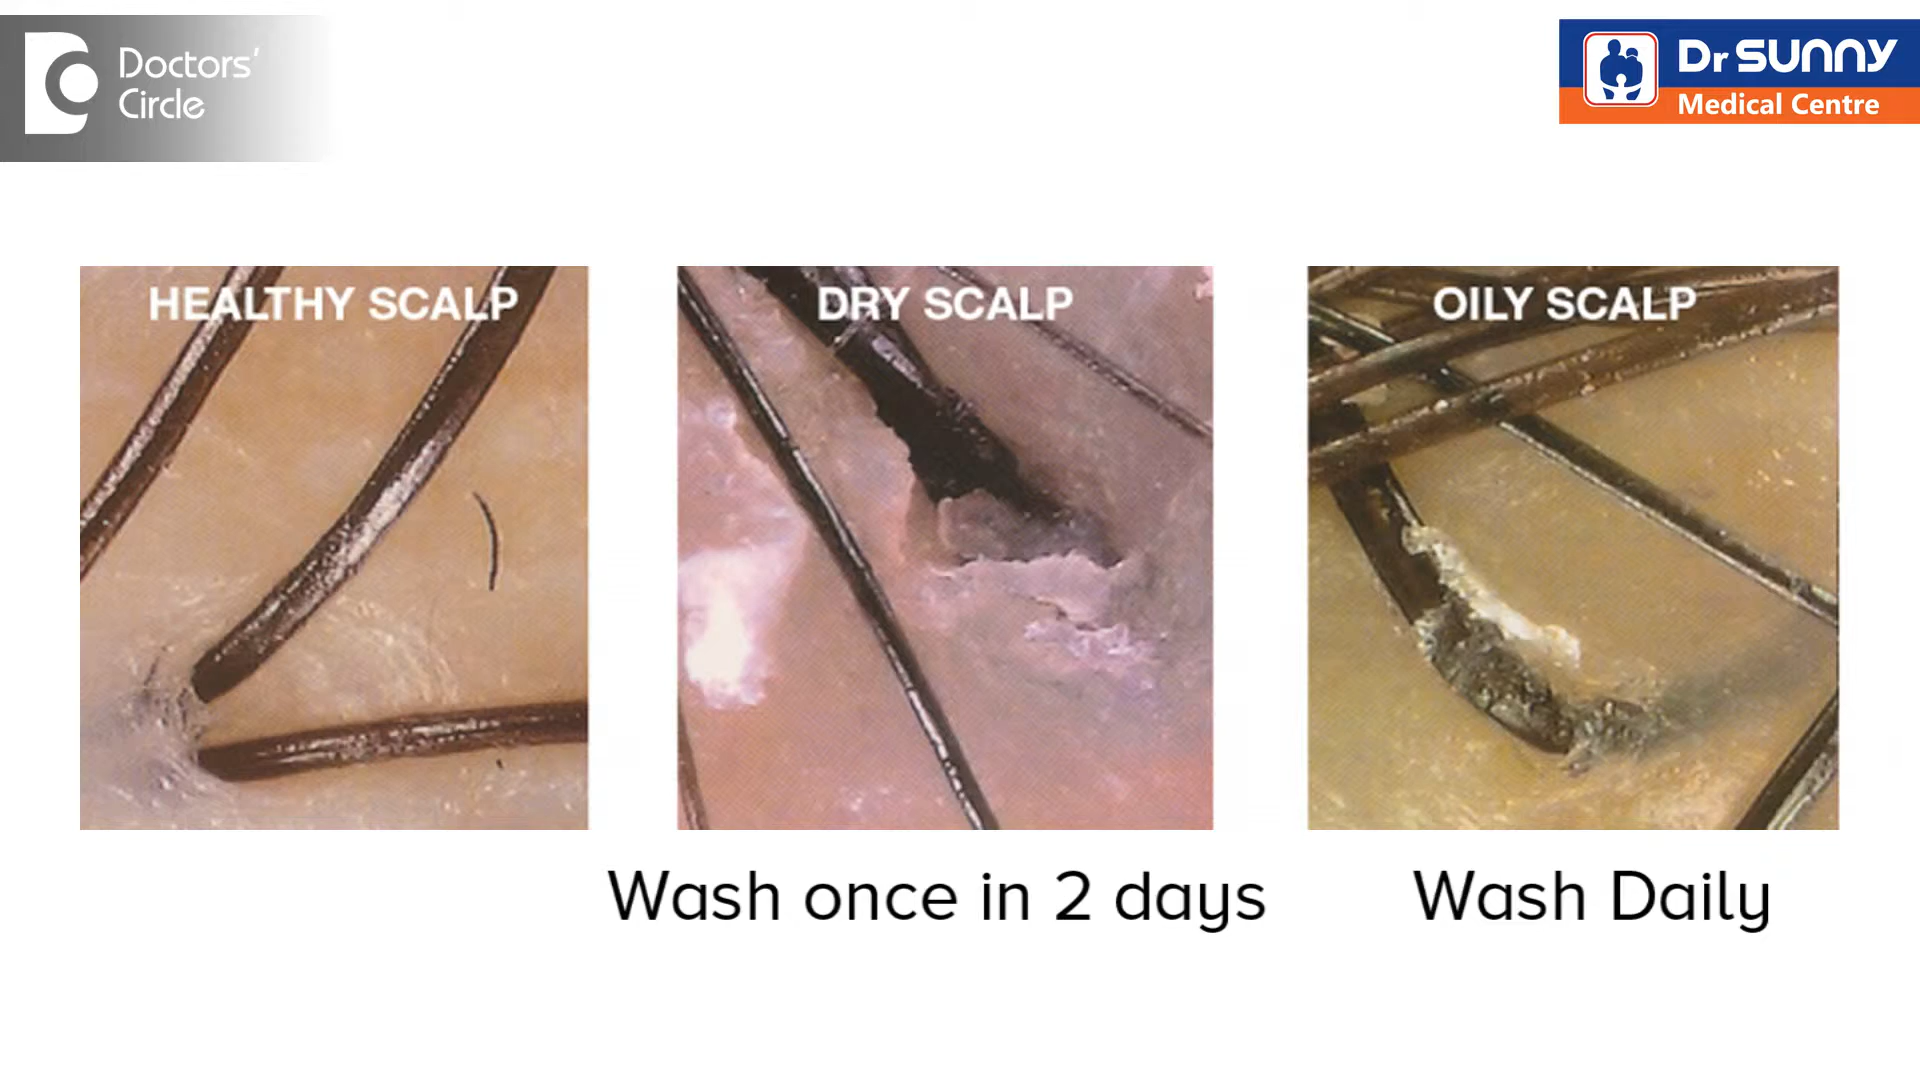 Doctors'
Circle
Dr SUNNY
Medical Centre
HEALTHY SCALP
DRY SCALP
OILY SCALP
Wash once in 2 days
Wash Daily